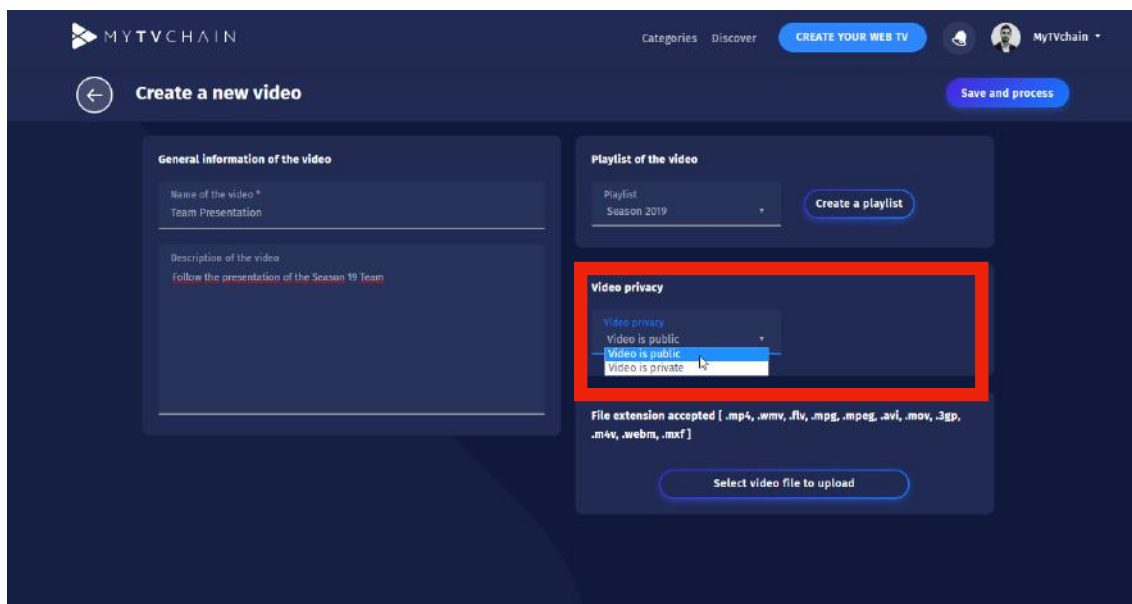 MYTVCHAIN
Categories Discover CREATE YOUR WEB TV MyTVchain
Create a new video
Save and process
General information of the video
Name of the video *
Team Presentation
Description of the video
Follow the presentation of the Season 19 Team
Playlist of the video
Playlist
Season 2019
Create a playlist
Video privacy
Video privacy
Video is public
Video is public
Video is private
File extension accepted [ .mp4, .wmv, .flv, .mpg, .mpeg, .avi, .mov, .3gp,
.m4v, .webm, .mxf ]
Select video file to upload